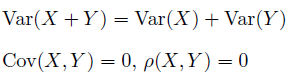 Var(X + Y) = Var(X) + Var(Y)
Cov(X, Y) = 0, ρ(X, Y) = 0